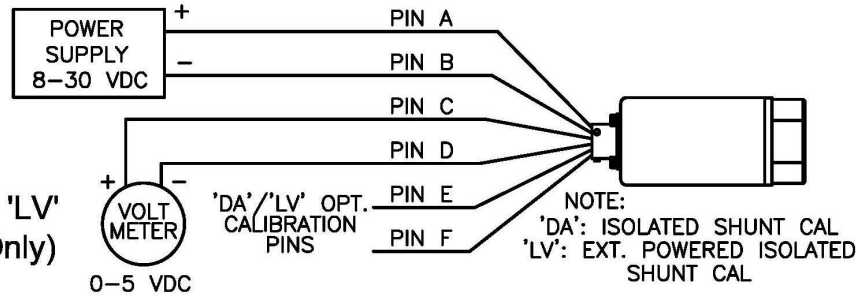 POWER
SUPPLY
8-30 VDC
+
-
PIN A
PIN B
PIN C
PIN D
PIN E
PIN F
'LV'
Only)
+
-
VOLT
METER
0-5 VDC
'DA'/'LV' OPT.
CALIBRATION
PINS
NOTE:
'DA': ISOLATED SHUNT CAL
'LV': EXT. POWERED ISOLATED
SHUNT CAL